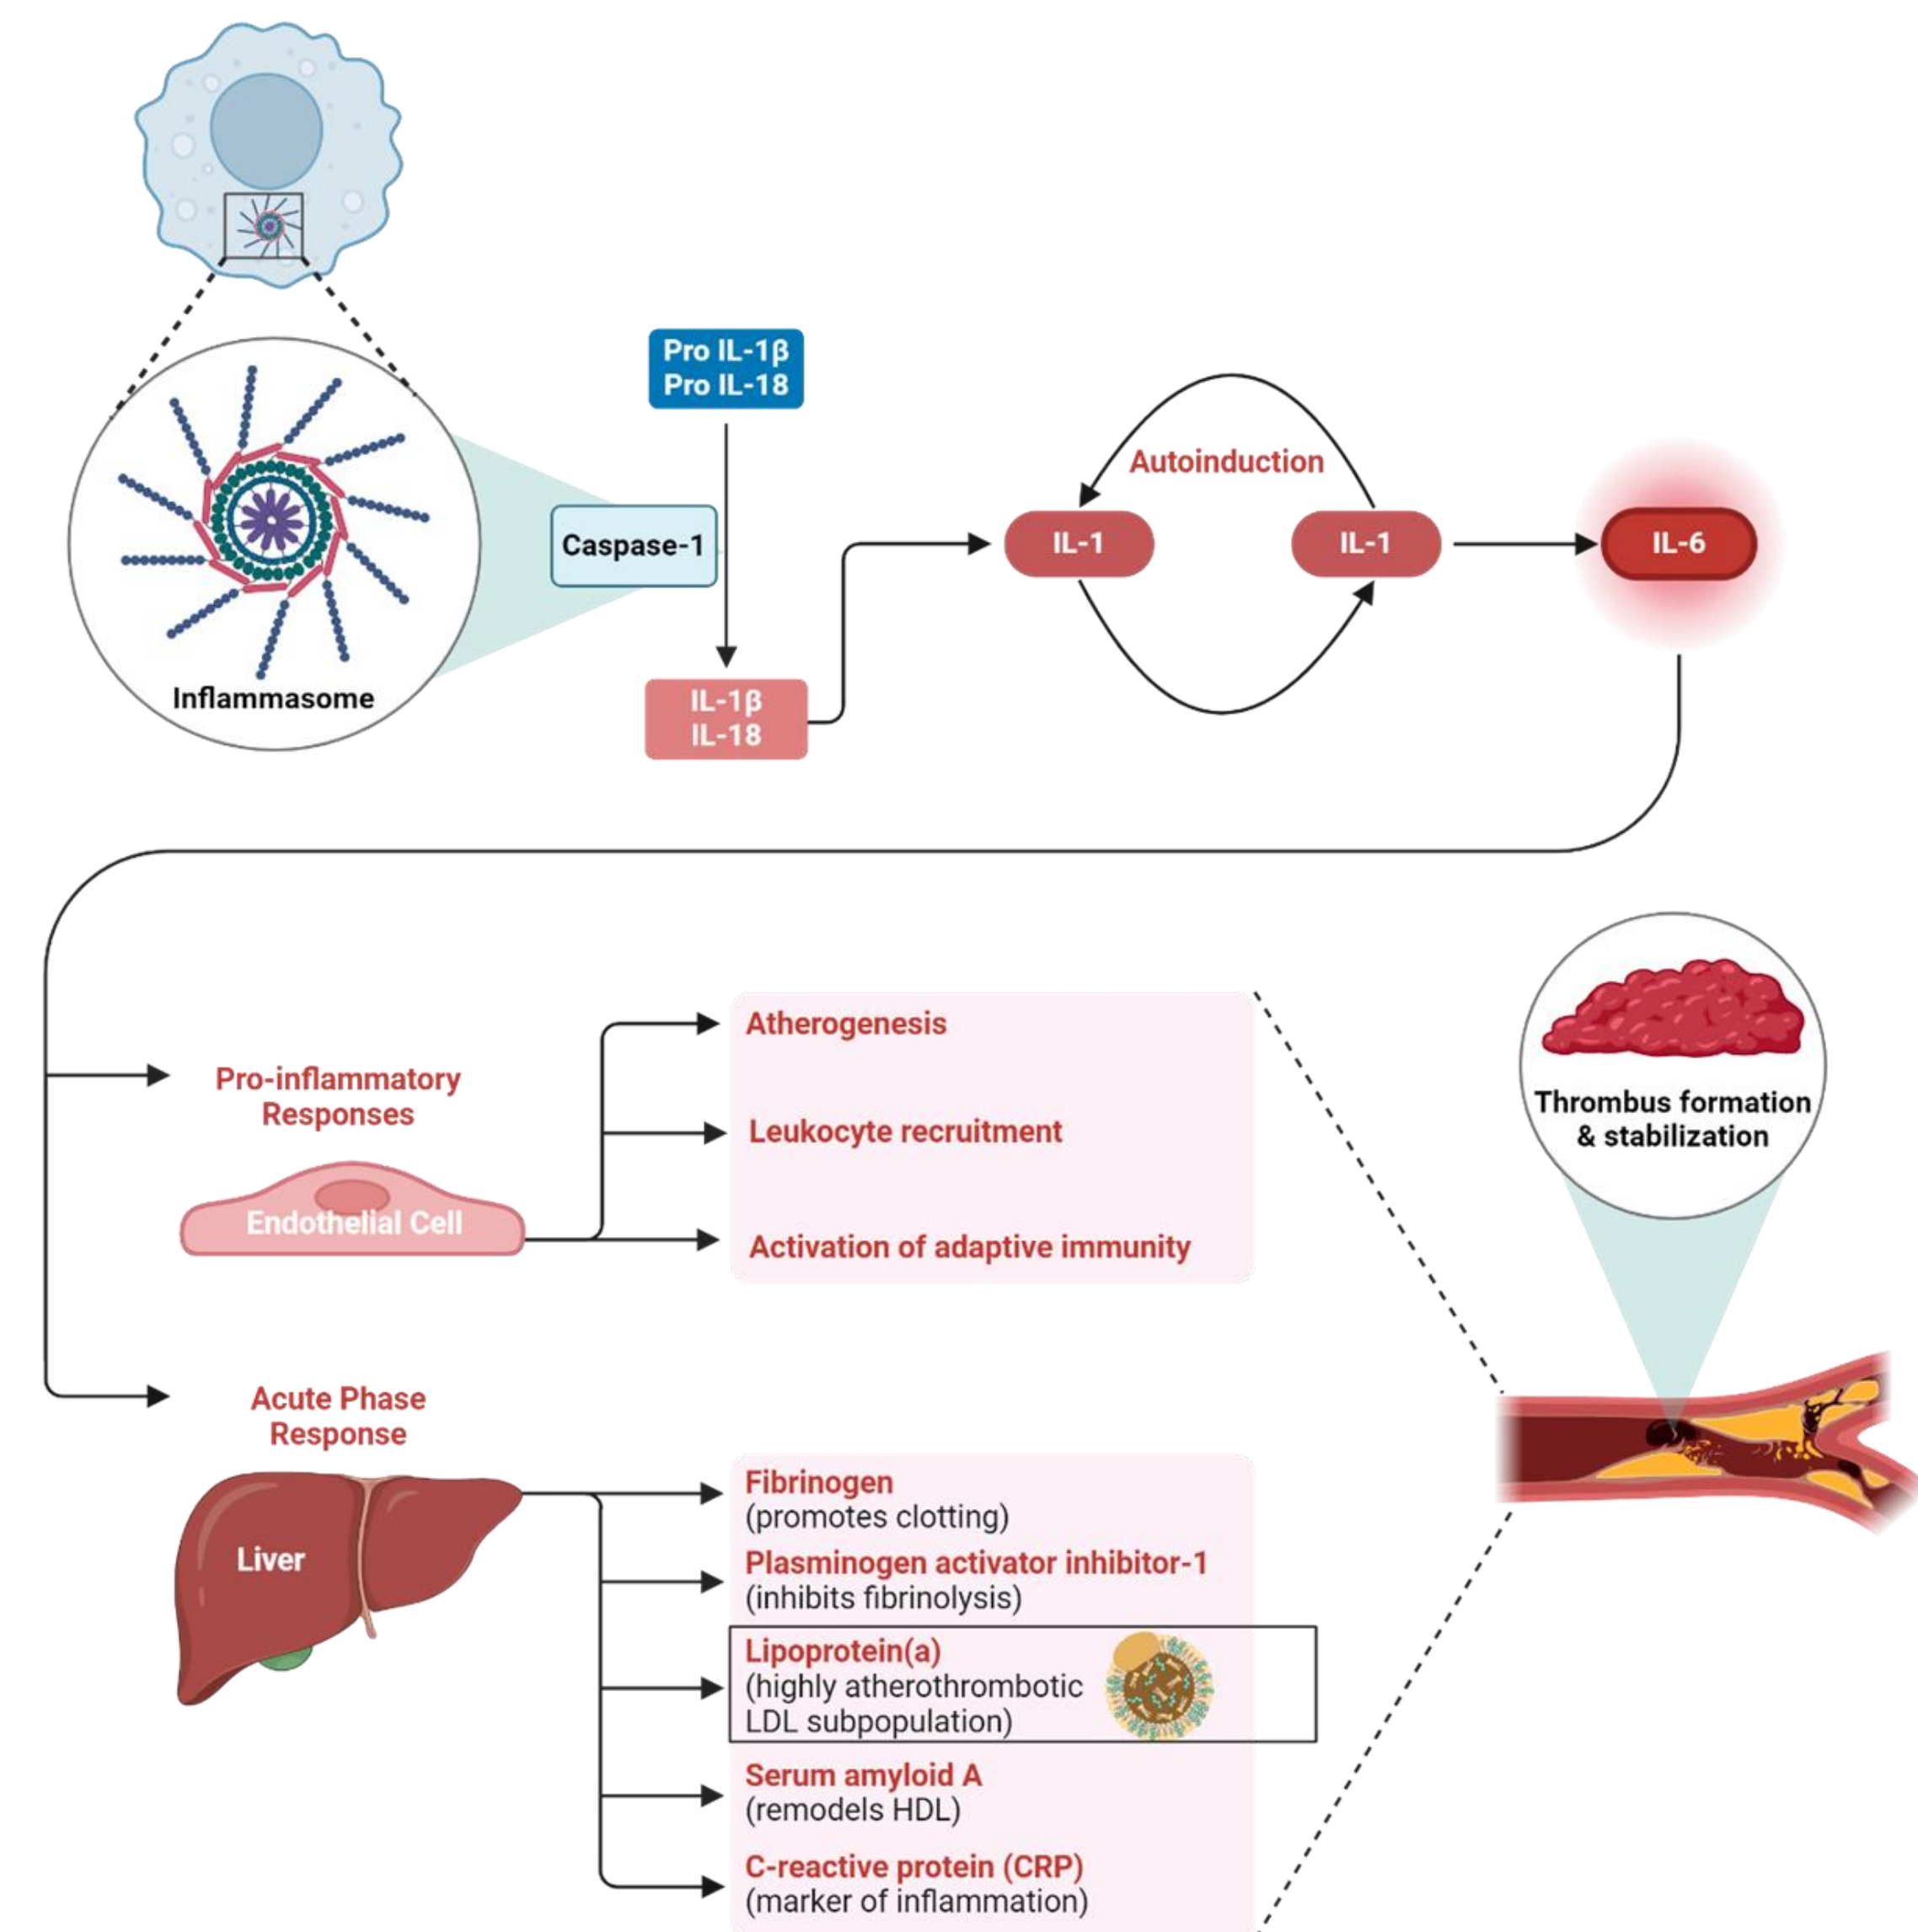 Pro IL-1β
Pro IL-18
Autoinduction
Caspase-1
IL-1
IL-1
IL-6
Inflammasome
IL-1β
IL-18
Pro-inflammatory
Responses
Endothelial Cell
Atherogenesis
Leukocyte recruitment
Activation of adaptive immunity
Thrombus formation
& stabilization
Acute Phase
Response
Liver
Fibrinogen
(promotes clotting)
Plasminogen activator inhibitor-1
(inhibits fibrinolysis)
Lipoprotein(a)
(highly atherothrombotic
LDL subpopulation)
Serum amyloid A
(remodels HDL)
C-reactive protein (CRP)
(marker of inflammation)